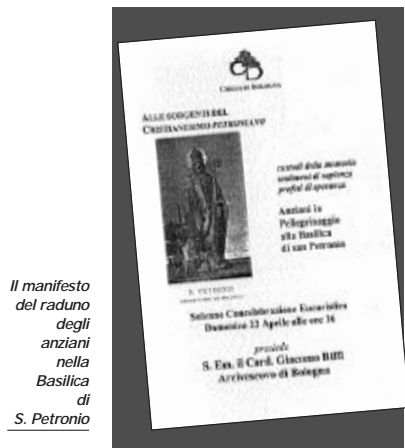 Il manifesto
del raduno
degli
anziani
nella
Basilica
di
S. Petronio
CHIESA DI BOLOGNA
ALLE SORGENTI DEL
CRISTIANESIMO PETRONIANO
custodi della memoria
testimoni di sapienza
profeti di speranza
Anziani in
Pellegrinaggio
alla Basilica
di san Petronio
S. PETRONIO
Solenne Concelebrazione Eucaristica
Domenica 22 Aprile alle ore 16
presiede
S. Em. il Card. Giacomo Biffi
Arcivescovo di Bologna